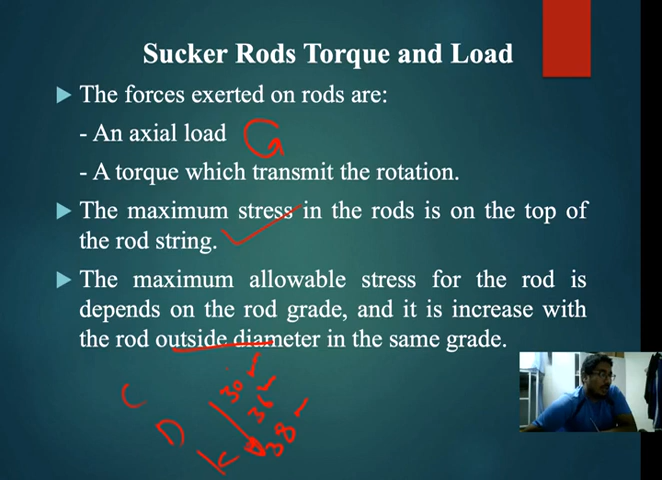 Sucker Rods Torque and Load
The forces exerted on rods are:
- An axial load
- A torque which transmit the rotation.
The maximum stress in the rods is on the top of
the rod string.
The maximum allowable stress for the rod is
depends on the rod grade, and it is increase with
the rod outside diameter in the same grade.
C
30
36
D
38
K